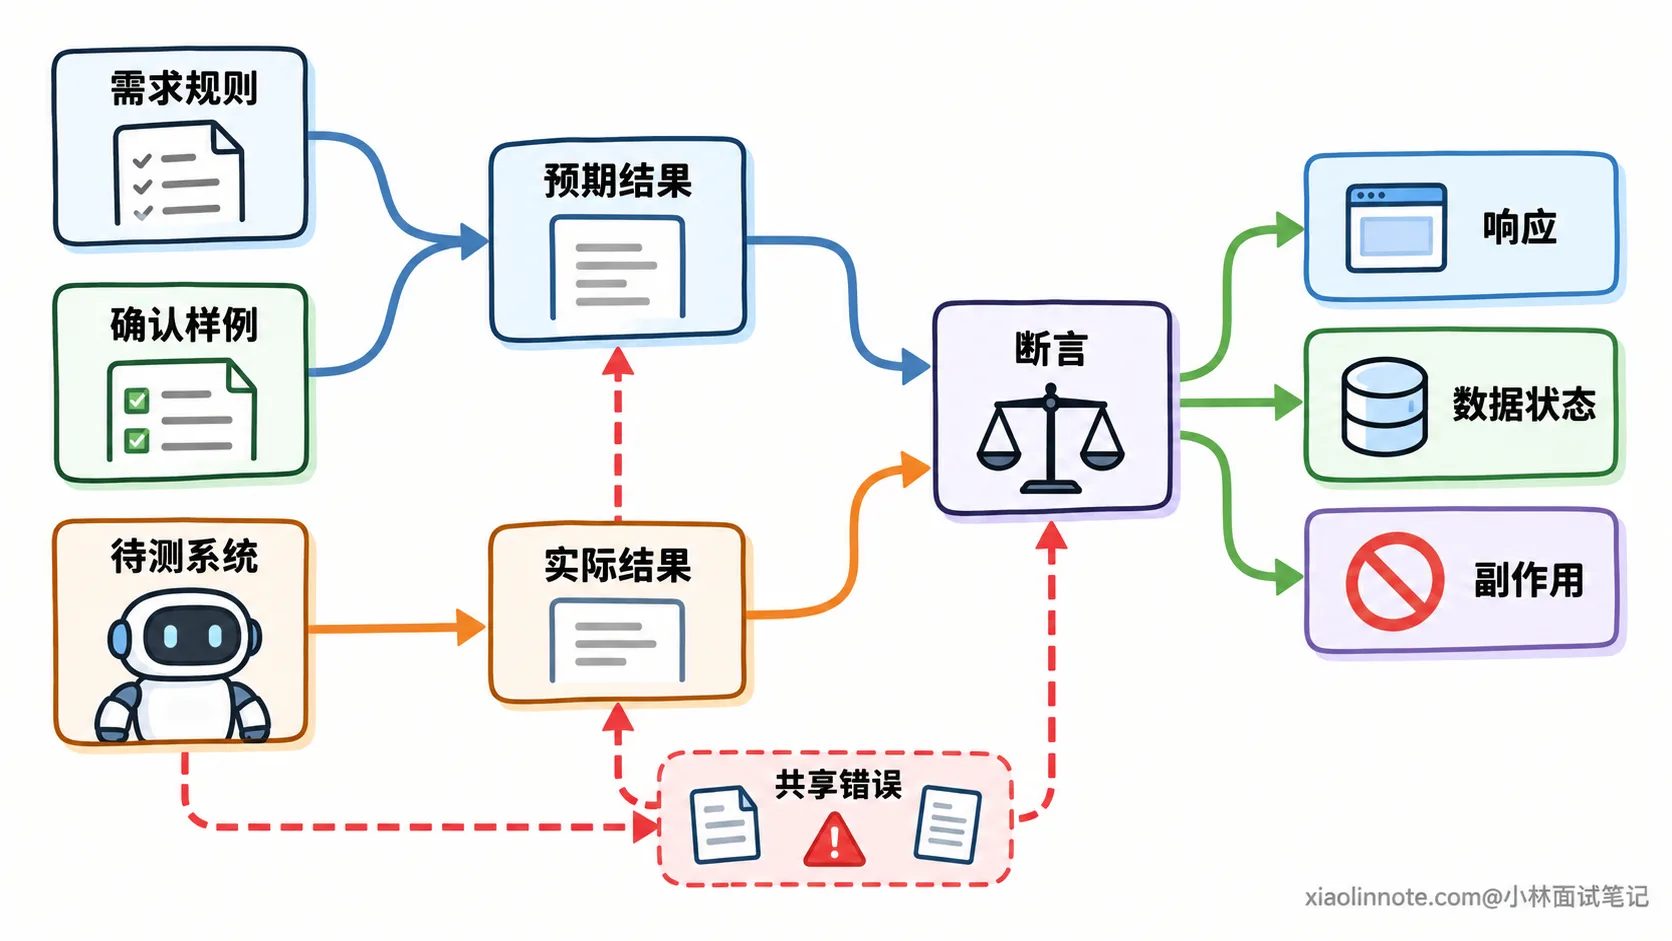 需求规则
确认样例
待测系统
预期结果
实际结果
共享错误
断言
响应
数据状态
副作用
xiaolinnote.com@小林面试笔记